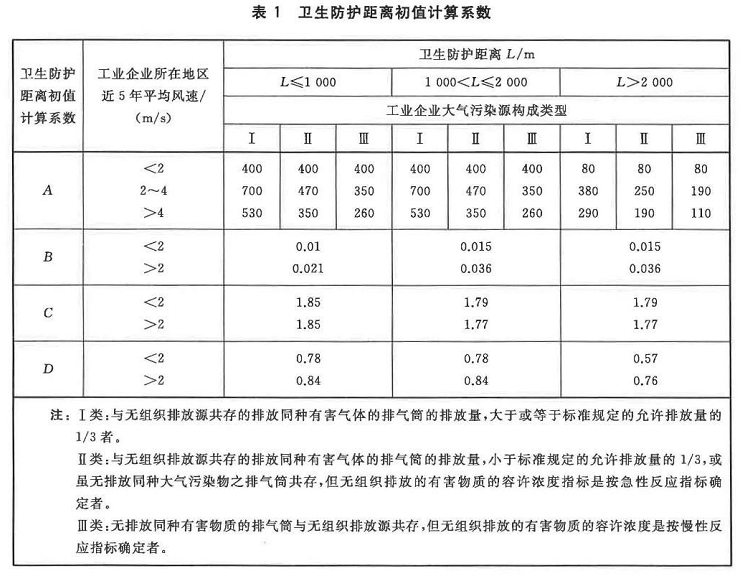 表 1 卫生防护距离初值计算系数
卫生防护距离初值计算系数 工业企业所在地区近 5 年平均风速/(m/s) 卫生防护距离 L/m
L≤1 000 1 000<L≤2 000 L>2 000
工业企业大气污染源构成类型
Ⅰ Ⅱ Ⅲ Ⅰ Ⅱ Ⅲ Ⅰ Ⅱ Ⅲ
A <2 400 400 400 400 400 400 80 80 80
2~4 700 470 350 700 470 350 380 250 190
>4 530 350 260 530 350 260 290 190 110
B <2 0.01 0.015 0.015
>2 0.021 0.036 0.036
C <2 1.85 1.79 1.79
>2 1.85 1.77 1.77
D <2 0.78 0.78 0.57
>2 0.84 0.84 0.76
注：Ⅰ类：与无组织排放源共存的排放同种有害气体的排气筒的排放量，大于或等于标准规定的允许排放量的
1/3 者。
Ⅱ类：与无组织排放源共存的排放同种有害气体的排气筒的排放量，小于标准规定的允许排放量的 1/3，或
虽无排放同种大气污染物之排气筒共存，但无组织排放的有害物质的容许浓度指标是按急性反应指标确
定者。
Ⅲ类：无排放同种有害物质的排气筒与无组织排放源共存，但无组织排放的有害物质的容许浓度是按慢性反
应指标确定者。